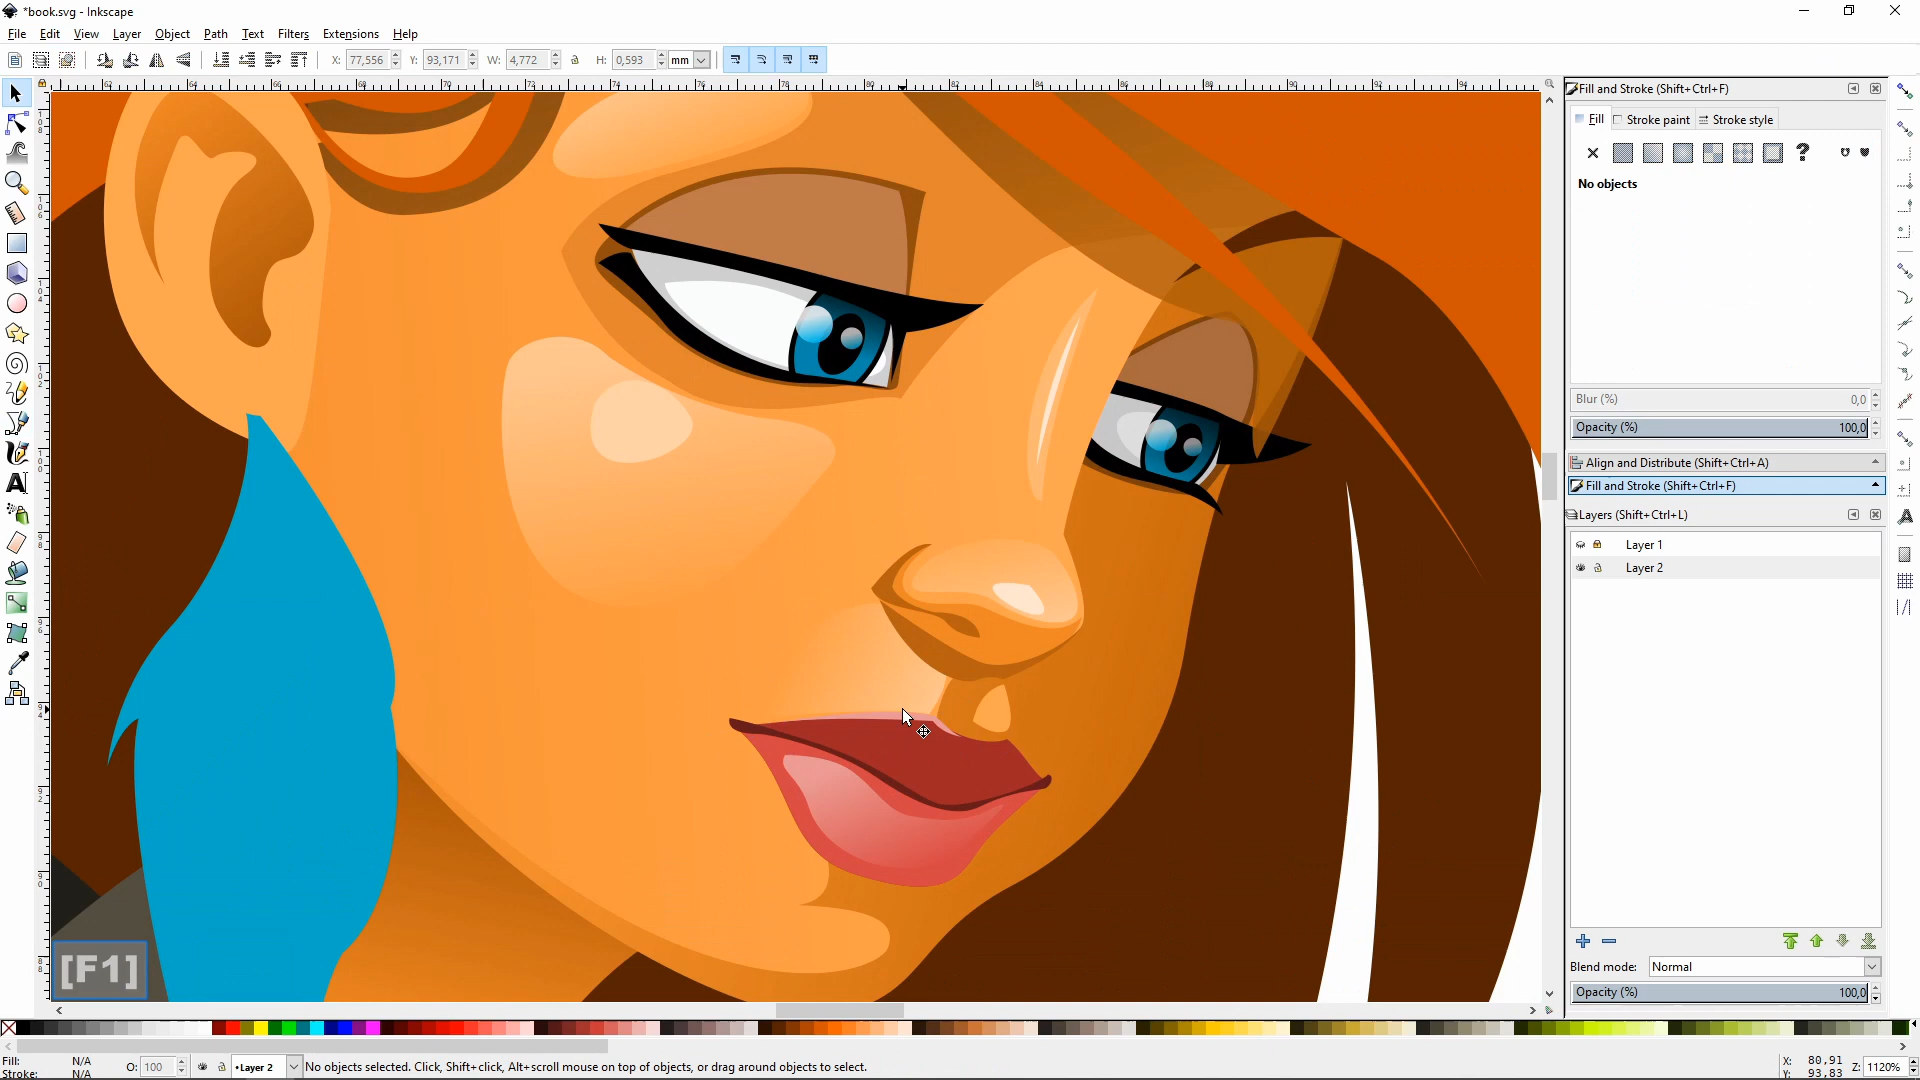 *book.svg - Inkscape
File Edit View Layer Object Path Text Filters Extensions Help
X: 77,556 Y: 93,171 W: 4,772 H: 0,593 mm
Fill and Stroke (Shift+Ctrl+F)
Fill Stroke paint Stroke style
No objects
Blur (%) 0,0
Opacity (%) 100,0
Align and Distribute (Shift+Ctrl+A)
Fill and Stroke (Shift+Ctrl+F)
Layers (Shift+Ctrl+L)
Layer 1
Layer 2
[F1]
Blend mode: Normal
Opacity (%) 100,0
Fill: N/A
Stroke: N/A
O: 100
•Layer 2
No objects selected. Click, Shift+click, Alt+scroll mouse on top of objects, or drag around objects to select.
X: 80,91
Y: 93,83
Z: 1120%